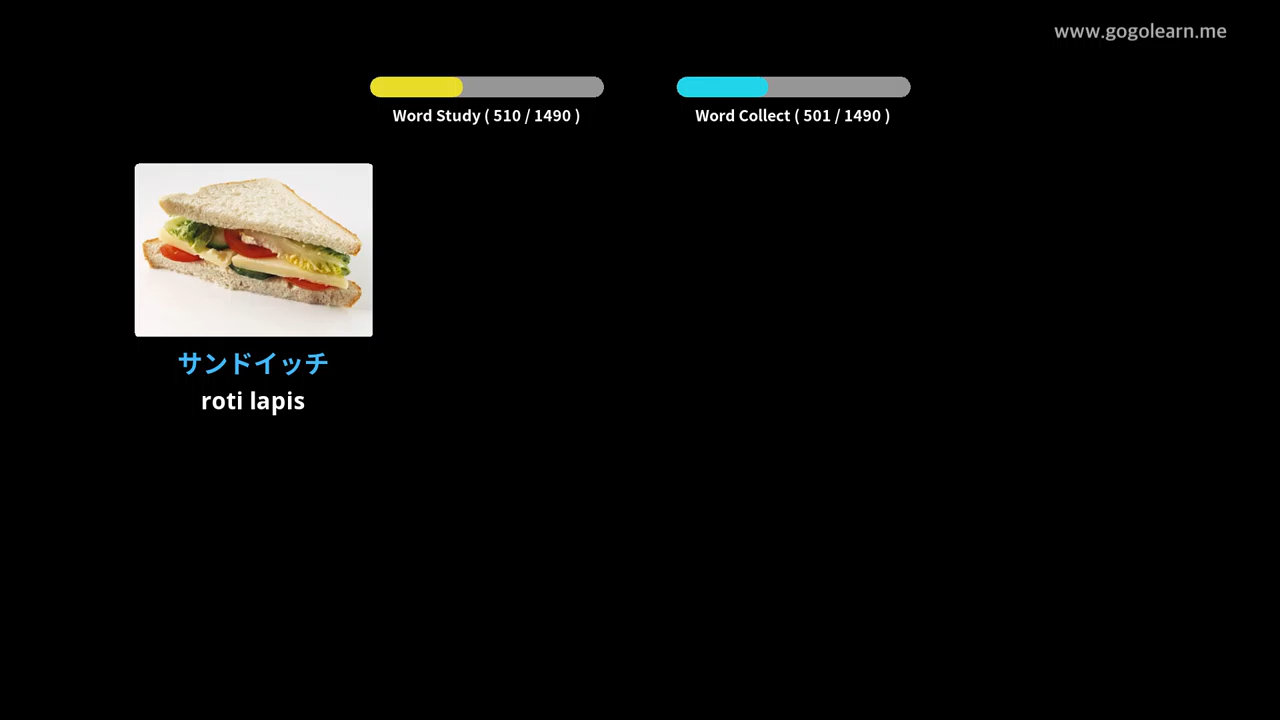 www.gogolearn.me
Word Study ( 510 / 1490 )
Word Collect ( 501 / 1490 )
サンドイッチ
roti lapis